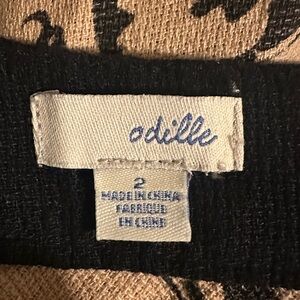 odille
2
MADE IN CHINA
FABRIQUÉ
EN CHINE